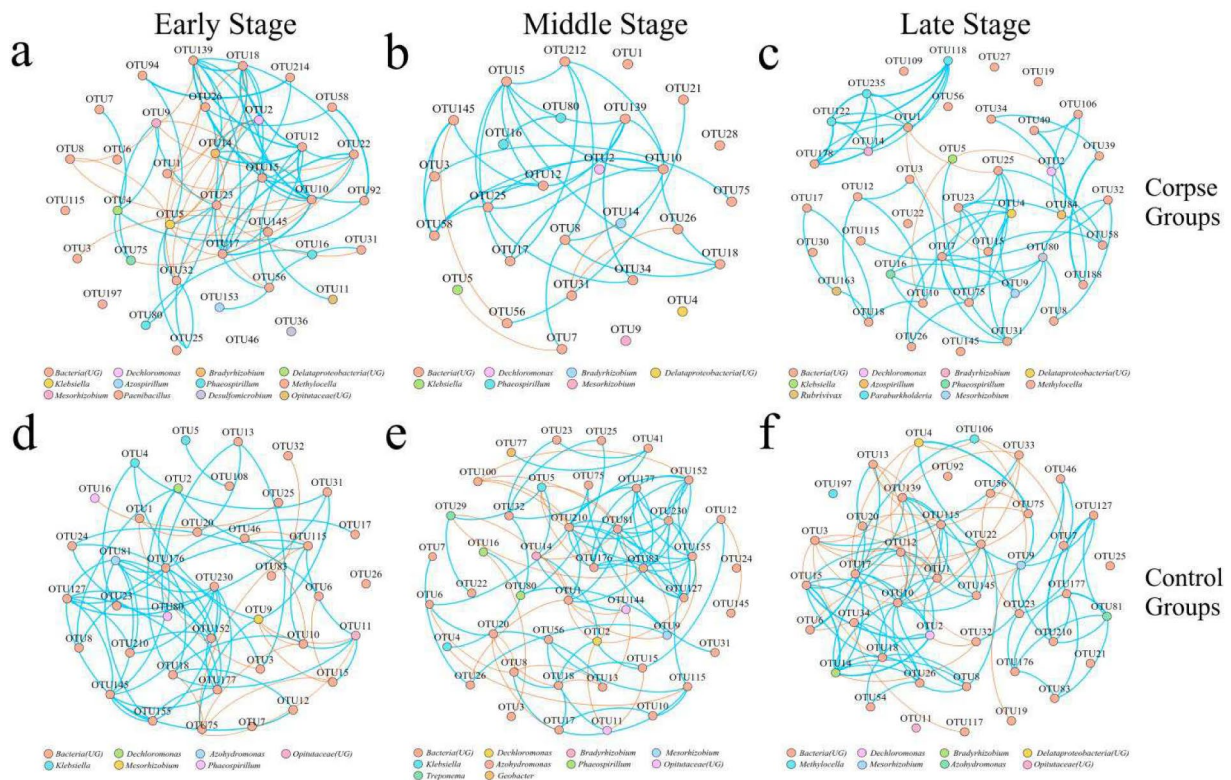 Early Stage
Middle Stage
Late Stage
a
OTU139
OTU18
OTU94
OTU214
OTU26
OTU2
OTU7
OTU9
OTU58
OTU14
OTU12
OTU8
OTU6
OTU1
OTU22
OTU15
OTU4
OTU23
OTU10
OTU92
OTU115
OTU5
OTU145
OTU3
OTU75
OTU17
OTU16
OTU31
OTU32
OTU56
OTU197
OTU153
OTU11
OTU80
OTU36
OTU25
OTU46
Bacteria(UG) Dechloromonas Bradyrhizobium Delataproteobacteria(UG)
Klebsiella Azospirillum Phaeospirillum Methylocella
Mesorhizobium Paenibacillus Desulfomicrobium Opitutaceae(UG)
b
OTU212
OTU1
OTU15
OTU21
OTU145
OTU80
OTU139
OTU16
OTU28
OTU3
OTU2
OTU10
OTU12
OTU25
OTU75
OTU58
OTU14
OTU26
OTU17
OTU8
OTU18
OTU5
OTU31
OTU34
OTU56
OTU4
OTU7
OTU9
Bacteria(UG) Dechloromonas Bradyrhizobium Delataproteobacteria(UG)
Klebsiella Phaeospirillum Mesorhizobium
c
OTU118
OTU27
OTU109
OTU19
OTU235
OTU56
OTU122
OTU1
OTU34
OTU106
OTU40
OTU178
OTU14
OTU5
OTU25
OTU2
OTU39
OTU3
OTU17
OTU12
OTU23
OTU4
OTU84
OTU32
OTU22
OTU30
OTU115
OTU7
OTU15
OTU80
OTU58
OTU163
OTU16
OTU9
OTU188
OTU10
OTU75
OTU18
OTU8
OTU26
OTU145
OTU31
Bacteria(UG) Dechloromonas Bradyrhizobium Delataproteobacteria(UG)
Klebsiella Azospirillum Phaeospirillum Methylocella
Rubrivivax Paraburkholderia Mesorhizobium
Corpse
Groups
d
OTU5
OTU13
OTU4
OTU32
OTU16
OTU2
OTU108
OTU31
OTU25
OTU1
OTU20
OTU46
OTU17
OTU24
OTU81
OTU176
OTU115
OTU127
OTU230
OTU83
OTU26
OTU23
OTU80
OTU6
OTU9
OTU8
OTU210
OTU152
OTU10
OTU11
OTU18
OTU3
OTU145
OTU177
OTU15
OTU155
OTU12
OTU75
OTU7
Bacteria(UG) Dechloromonas Azohydromonas Opitutaceae(UG)
Klebsiella Mesorhizobium Phaeospirillum
e
OTU23
OTU25
OTU77
OTU41
OTU100
OTU5
OTU75
OTU177
OTU152
OTU29
OTU32
OTU210
OTU81
OTU230
OTU12
OTU7
OTU16
OTU14
OTU176
OTU83
OTU155
OTU24
OTU22
OTU80
OTU1
OTU144
OTU127
OTU6
OTU145
OTU4
OTU20
OTU56
OTU2
OTU9
OTU31
OTU26
OTU8
OTU18
OTU13
OTU15
OTU115
OTU3
OTU17
OTU11
OTU10
Bacteria(UG) Dechloromonas Bradyrhizobium Mesorhizobium
Klebsiella Azohydromonas Phaeospirillum Opitutaceae(UG)
Treponema Geobacter
f
OTU4
OTU106
OTU33
OTU13
OTU92
OTU46
OTU197
OTU139
OTU56
OTU75
OTU127
OTU3
OTU20
OTU115
OTU22
OTU7
OTU12
OTU9
OTU25
OTU15
OTU17
OTU1
OTU145
OTU177
OTU6
OTU10
OTU23
OTU81
OTU34
OTU2
OTU32
OTU210
OTU14
OTU18
OTU176
OTU21
OTU26
OTU8
OTU83
OTU54
OTU19
OTU11
OTU117
Bacteria(UG) Dechloromonas Bradyrhizobium Delataproteobacteria(UG)
Methylocella Mesorhizobium Azohydromonas Opitutaceae(UG)
Control
Groups